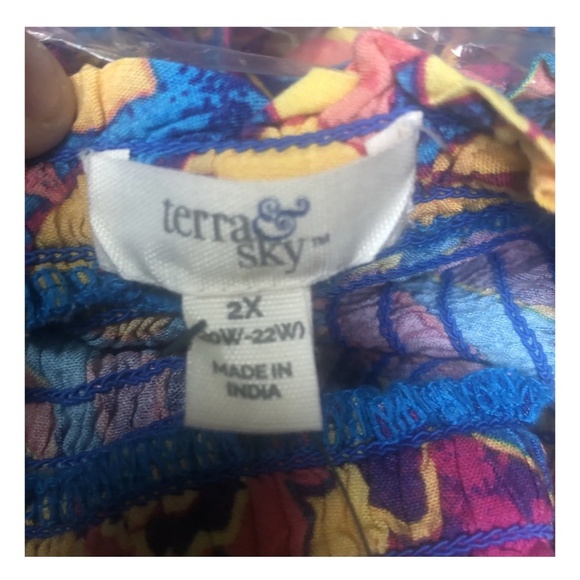 terra&
sky™
2X
0W-22W)
MADE IN
INDIA